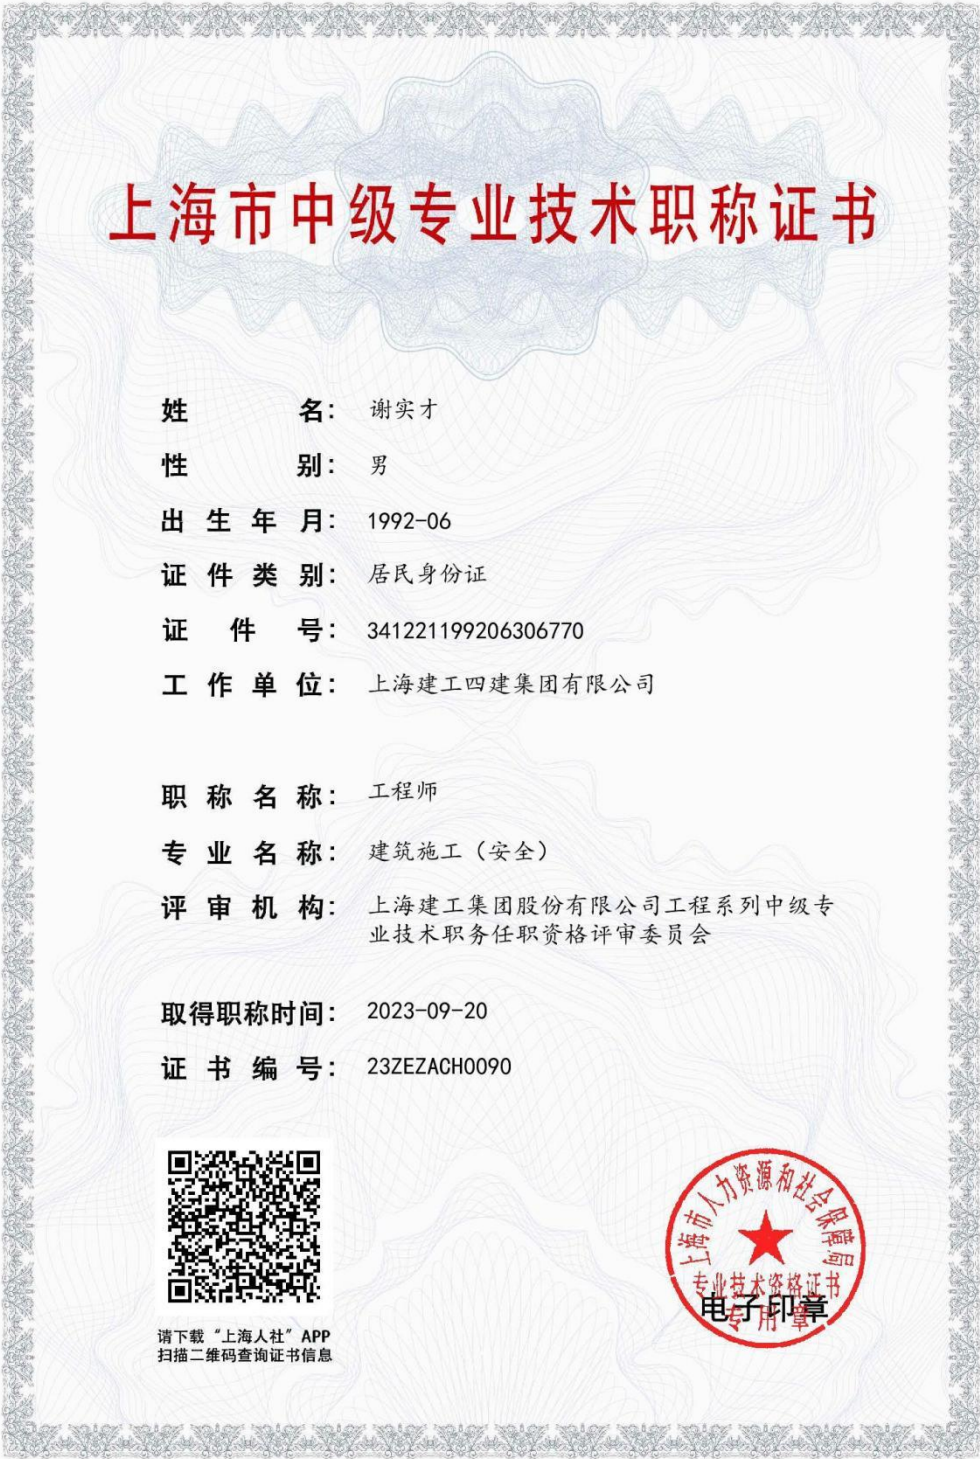 上海市中级专业技术职称证书
姓名： 谢实才
性别： 男
出生年月： 1992-06
证件类别： 居民身份证
证件号： 341221199206306770
工作单位： 上海建工四建集团有限公司
职称名称： 工程师
专业名称： 建筑施工（安全）
评审机构： 上海建工集团股份有限公司工程系列中级专
业技术职务任职资格评审委员会
取得职称时间： 2023-09-20
证书编号： 23ZEZACH0090
请下载“上海人社”APP
扫描二维码查询证书信息
上海市人力资源和社会保障局
专业技术资格证书
电子印章
专用章